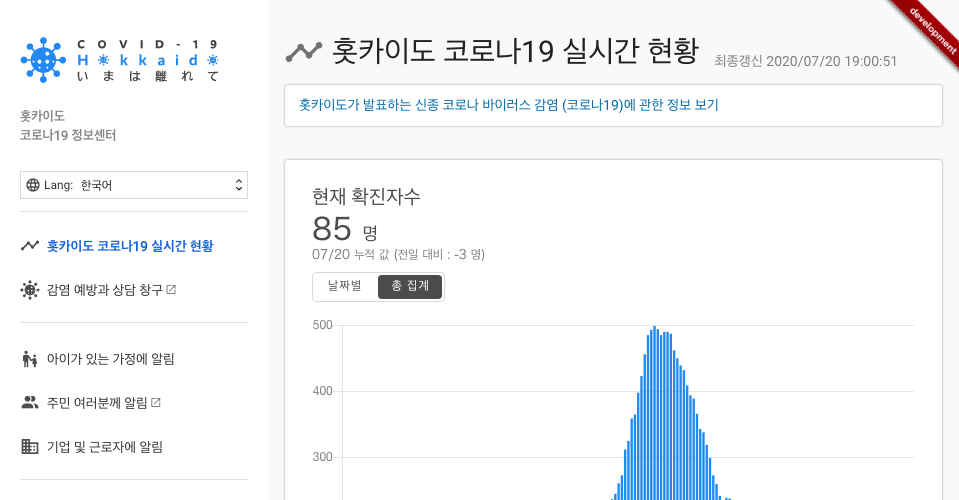 COVID-19
Hokkaido
いまは離れて
홋카이도
코로나19 정보센터
Lang: 한국어
홋카이도 코로나19 실시간 현황
감염 예방과 상담 창구
아이가 있는 가정에 알림
주민 여러분께 알림
기업 및 근로자에 알림
development
홋카이도 코로나19 실시간 현황 최종갱신 2020/07/20 19:00:51
홋카이도가 발표하는 신종 코로나 바이러스 감염 (코로나19)에 관한 정보 보기
현재 확진자수
85 명
07/20 누적 값 (전일 대비 : -3 명)
날짜별 총 집계
500
400
300